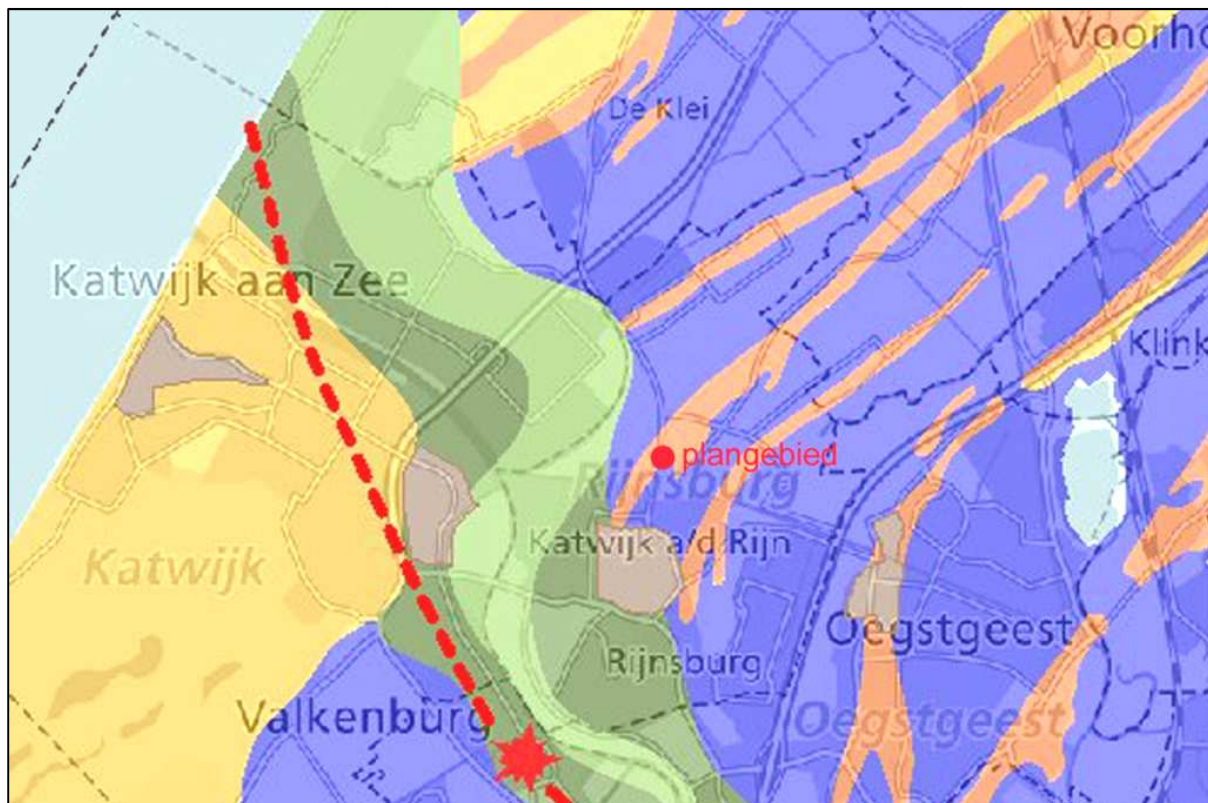 Voorho
De Klei
Katwijk aan Zee
Klink
plangebied
Rijnsburg
Katwijk a/d Rijn
Katwijk
Oegstgeest
Rijnsburg
Valkenburg
Oegstgeest